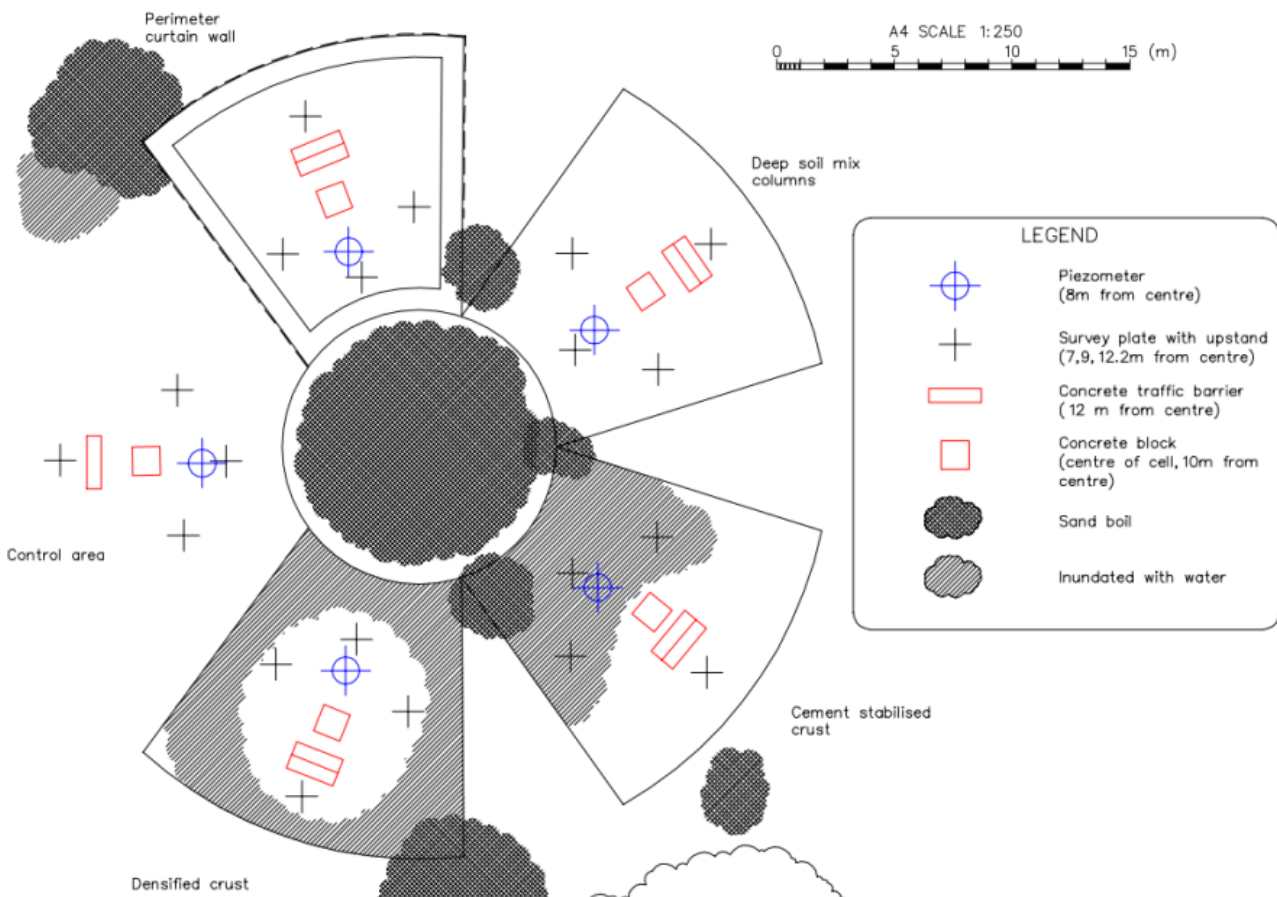 Perimeter
curtain wall
A4 SCALE 1:250
0 5 10 15 (m)
Deep soil mix
columns
LEGEND
Piezometer
(8m from centre)
Survey plate with upstand
(7,9,12.2m from centre)
Concrete traffic barrier
(12 m from centre)
Concrete block
(centre of cell, 10m from
centre)
Sand boil
Inundated with water
Control area
Cement stabilised
crust
Densified crust